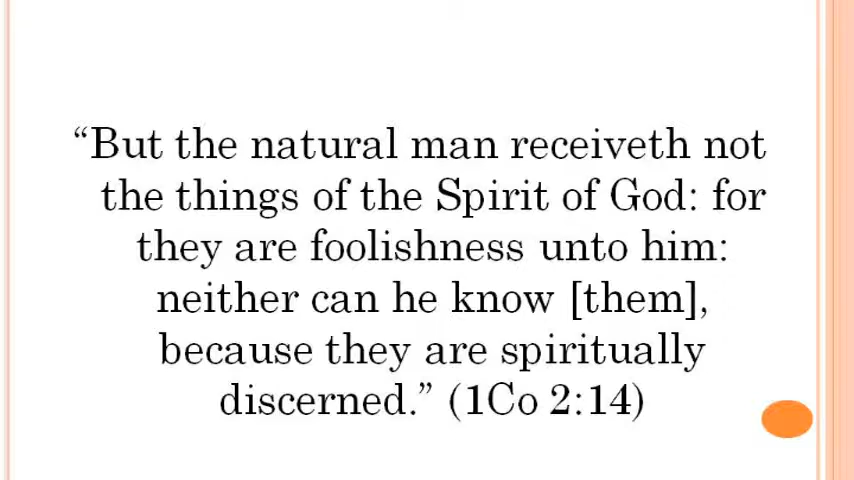 “But the natural man receiveth not
the things of the Spirit of God: for
they are foolishness unto him:
neither can he know [them],
because they are spiritually
discerned.” (1Co 2:14)